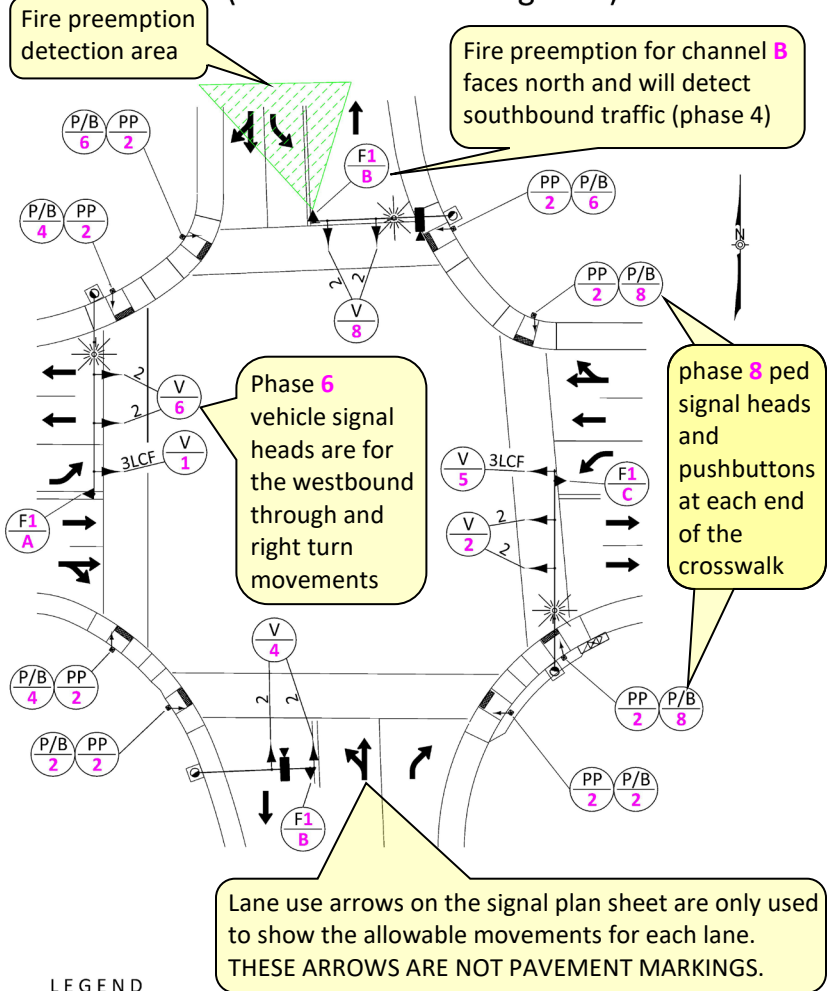 Fire preemption
detection area
Fire preemption for channel B
faces north and will detect
southbound traffic (phase 4)
P/B
6
PP
2
F1
B
PP
2
P/B
6
P/B
4
PP
2
N
PP
2
P/B
8
2
2
V
8
phase 8 ped
signal heads
and
pushbuttons
at each end
of the
crosswalk
Phase 6
vehicle signal
heads are for
the westbound
through and
right turn
movements
2
2
V
6
3LCF
V
1
V
5
3LCF
F1
C
F1
A
V
2
2
2
V
4
2
2
P/B
4
PP
2
PP
2
P/B
8
P/B
2
PP
2
PP
2
P/B
2
F1
B
Lane use arrows on the signal plan sheet are only used
to show the allowable movements for each lane.
THESE ARROWS ARE NOT PAVEMENT MARKINGS.
LEGEND